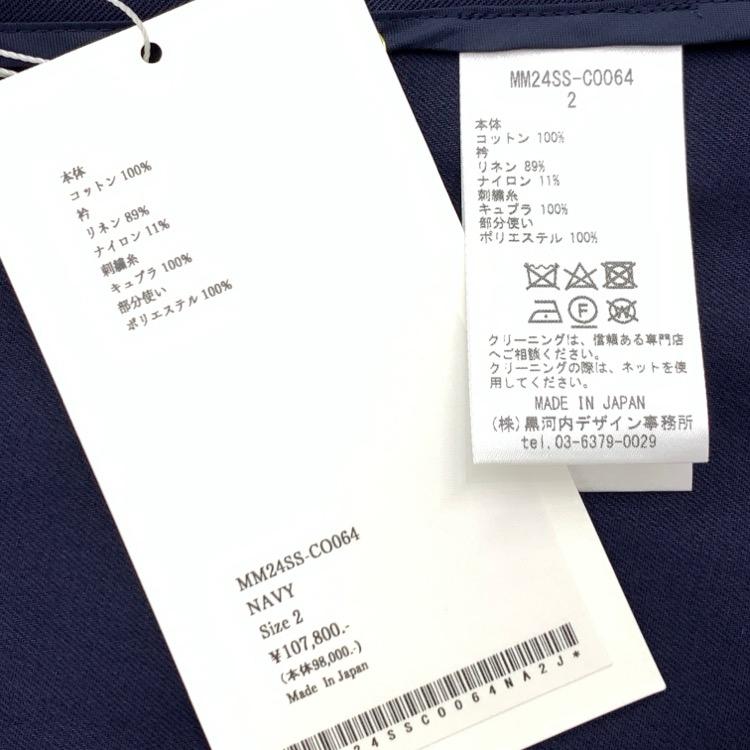 本体
コットン 100%
衿
リネン 89%
ナイロン 11%
刺繍糸
キュプラ 100%
部分使い
ポリエステル 100%
MM24SS-CO064
NAVY
Size 2
¥107,800.-
(本体98,000.-)
Made In Japan
24SSCO064NA2J*
MM24SS-CO064
2
本体
コットン 100%
衿
リネン 89%
ナイロン 11%
刺繍糸
キュプラ 100%
部分使い
ポリエステル 100%
クリーニングは、信頼ある専門店
へご相談ください。
クリーニングの際は、ネットを使
用してください。
MADE IN JAPAN
(株)黒河内デザイン事務所
tel.03-6379-0029